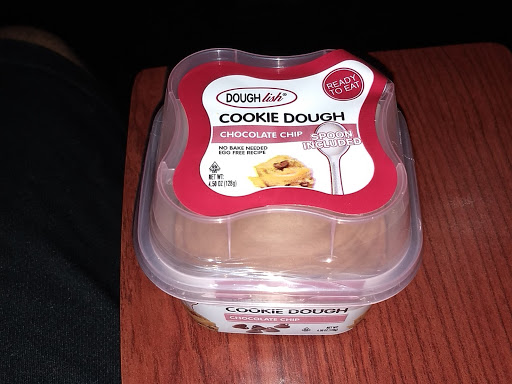 DOUGHlish®
READY
TO EAT
COOKIE DOUGH
CHOCOLATE CHIP
SPOON
INCLUDED
NO BAKE NEEDED
EGG FREE RECIPE
NET WT:
4.50 OZ (128g)
COOKIE DOUGH
CHOCOLATE CHIP